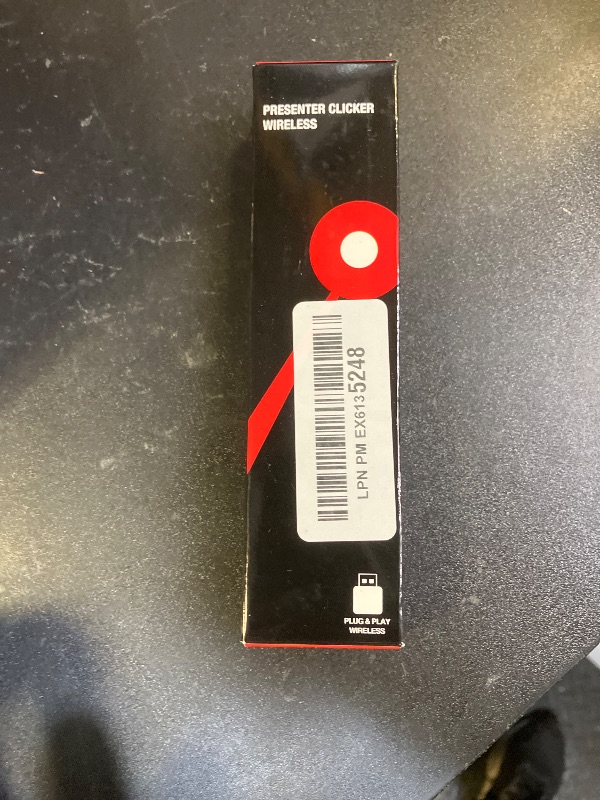 PRESENTER CLICKER
WIRELESS
LPN PM EX6135248
PLUG & PLAY
WIRELESS